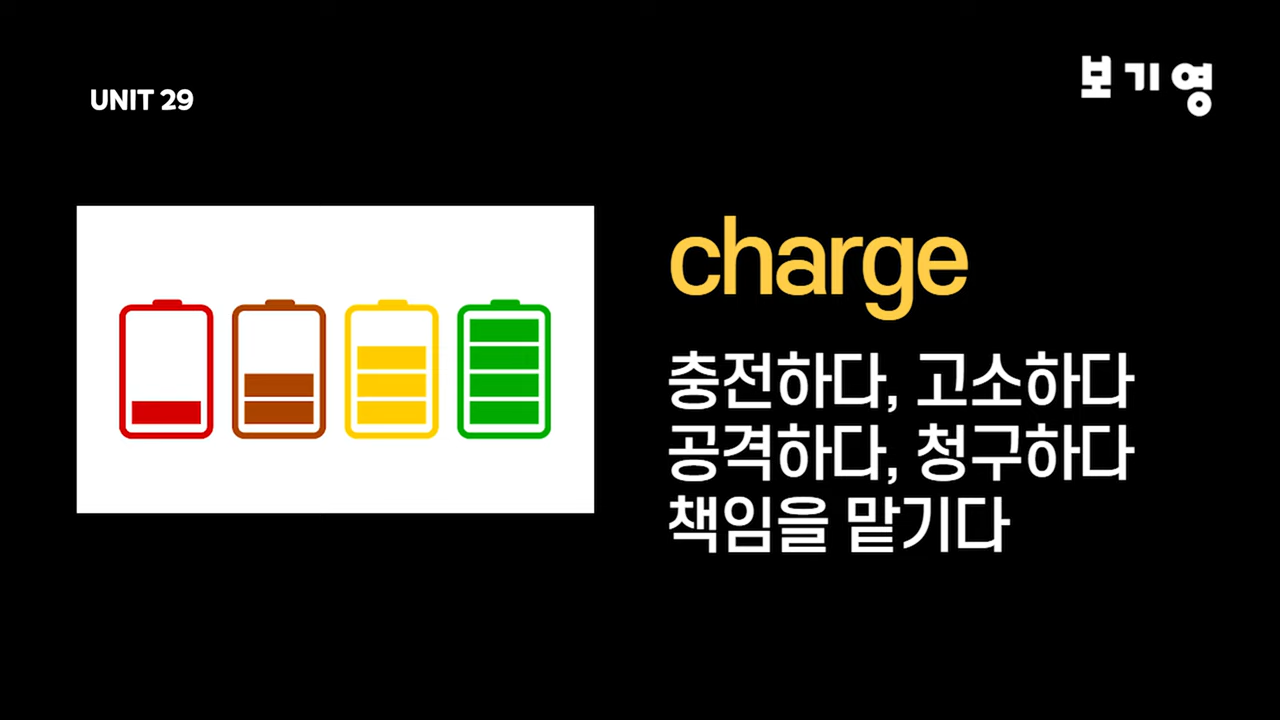 UNIT 29
보기영
charge
충전하다, 고소하다
공격하다, 청구하다
책임을 맡기다